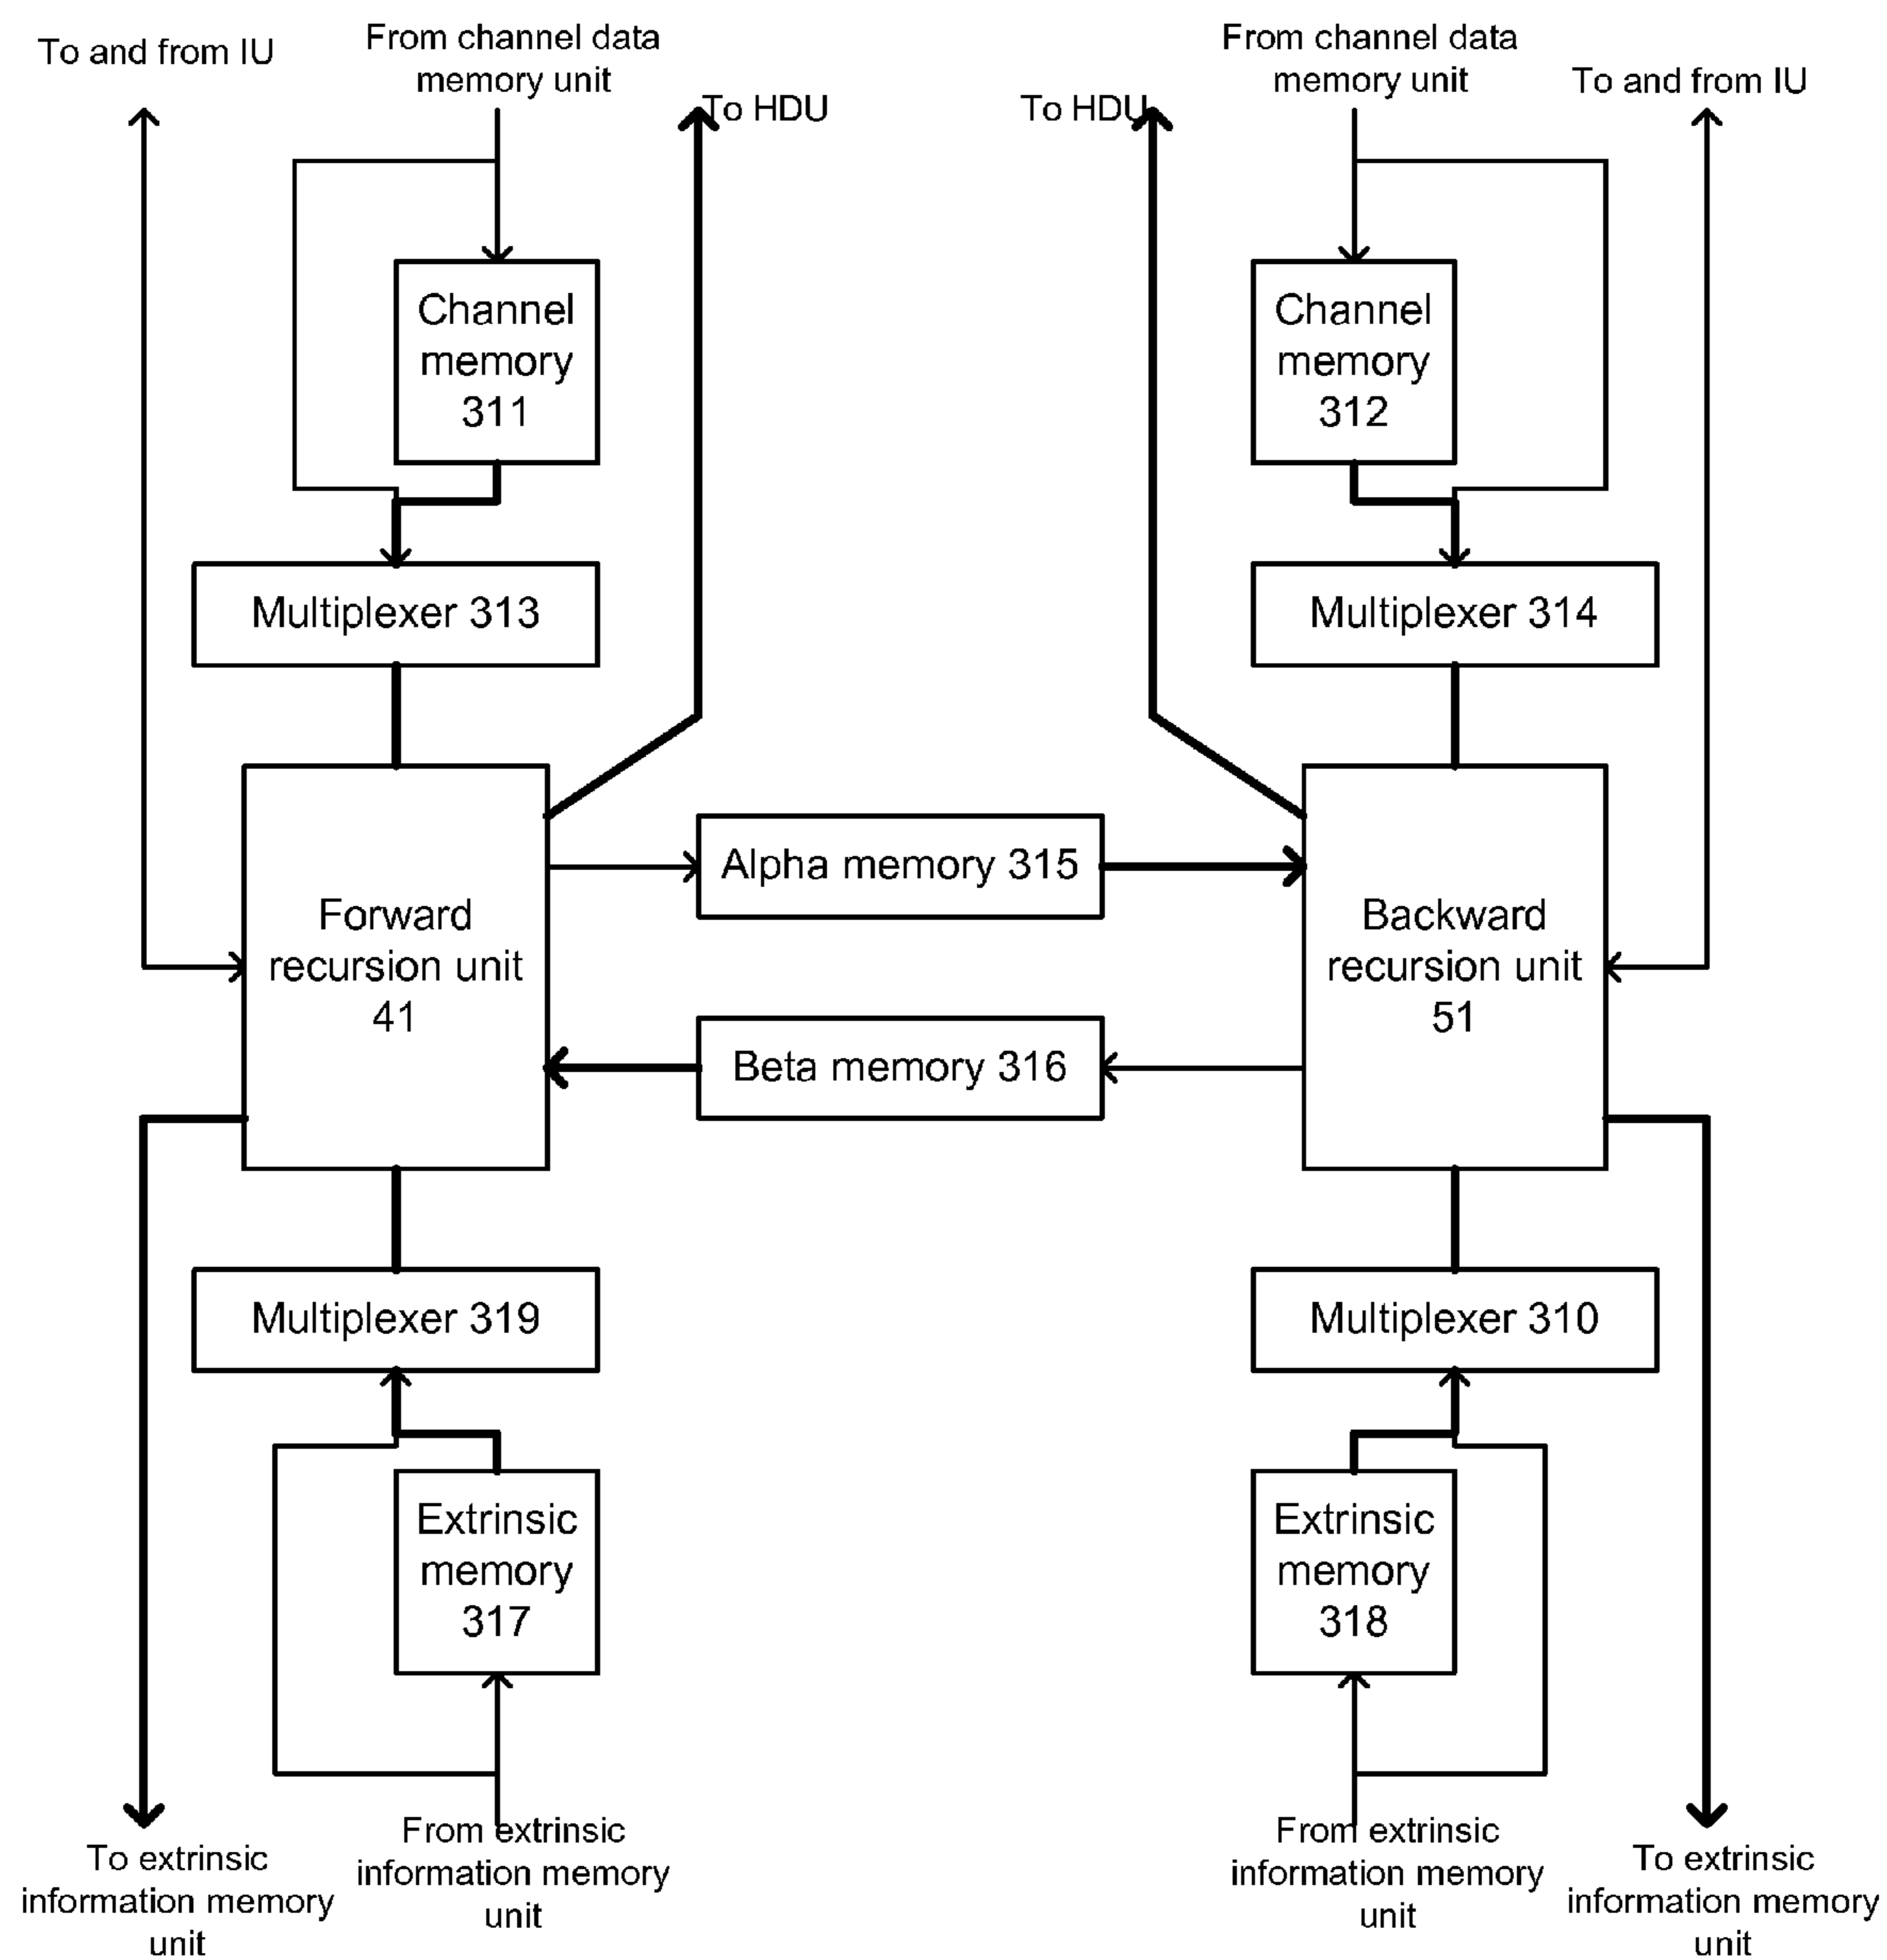 To and from IU
From channel data
memory unit
To HDU
To HDU
From channel data
memory unit
To and from IU
Channel
memory
311
Channel
memory
312
Multiplexer 313
Multiplexer 314
Forward
recursion unit
41
Alpha memory 315
Beta memory 316
Backward
recursion unit
51
Multiplexer 319
Multiplexer 310
Extrinsic
memory
317
Extrinsic
memory
318
To extrinsic
information memory
unit
From extrinsic
information memory
unit
From extrinsic
information memory
unit
To extrinsic
information memory
unit